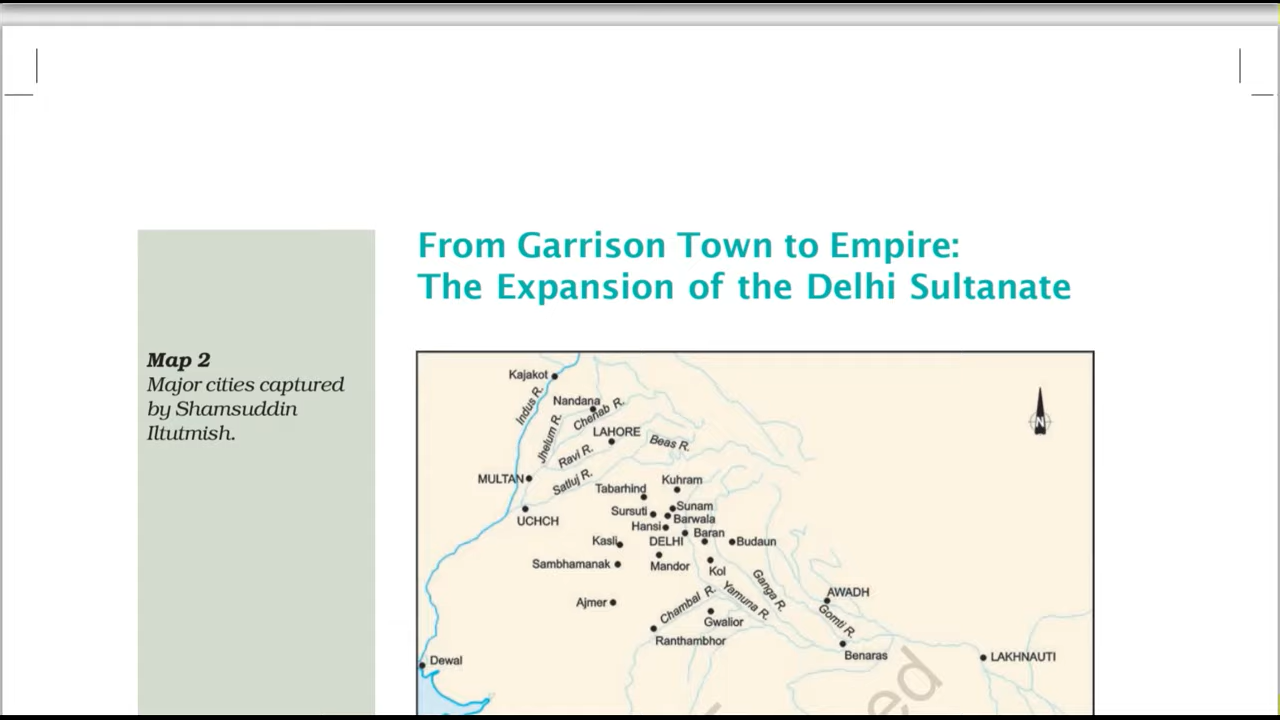 From Garrison Town to Empire:
The Expansion of the Delhi Sultanate
Map 2
Major cities captured
by Shamsuddin
Iltutmish.
Kajakot
Indus R.
Nandana
Chenab R.
Jhelum R.
LAHORE
Beas R.
Ravi R.
MULTAN
Satluj R.
Kuhram
Tabarhind
UCHCH
Sursuti
Sunam
Barwala
Hansi
Baran
Kasli
DELHI
Budaun
Sambhamanak
Mandor
Kol
Ganga R.
Yamuna R.
AWADH
Ajmer
Chambal R.
Gwalior
Gomti R.
Ranthambhor
Benaras
LAKHNAUTI
Dewal
N
ed